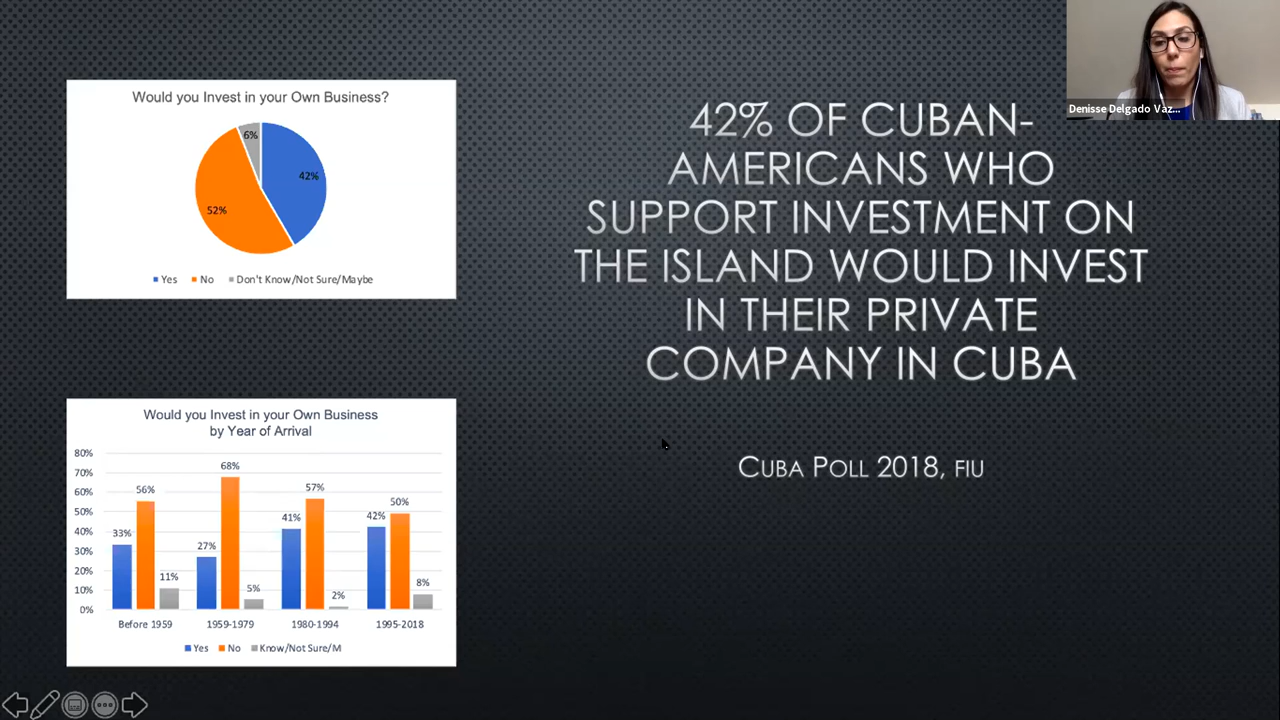 Would you Invest in your Own Business?
6%
42%
52%
Yes No Don't Know/Not Sure/Maybe
42% OF CUBAN-
AMERICANS WHO
SUPPORT INVESTMENT ON
THE ISLAND WOULD INVEST
IN THEIR PRIVATE
COMPANY IN CUBA
CUBA POLL 2018, FIU
Denisse Delgado Vaz...
Would you Invest in your Own Business
by Year of Arrival
80%
70%
60%
50%
40%
30%
20%
10%
0%
33% 56% 11%
27% 68% 5%
41% 57% 2%
42% 50% 8%
Before 1959 1959-1979 1980-1994 1995-2018
Yes No Know/Not Sure/M